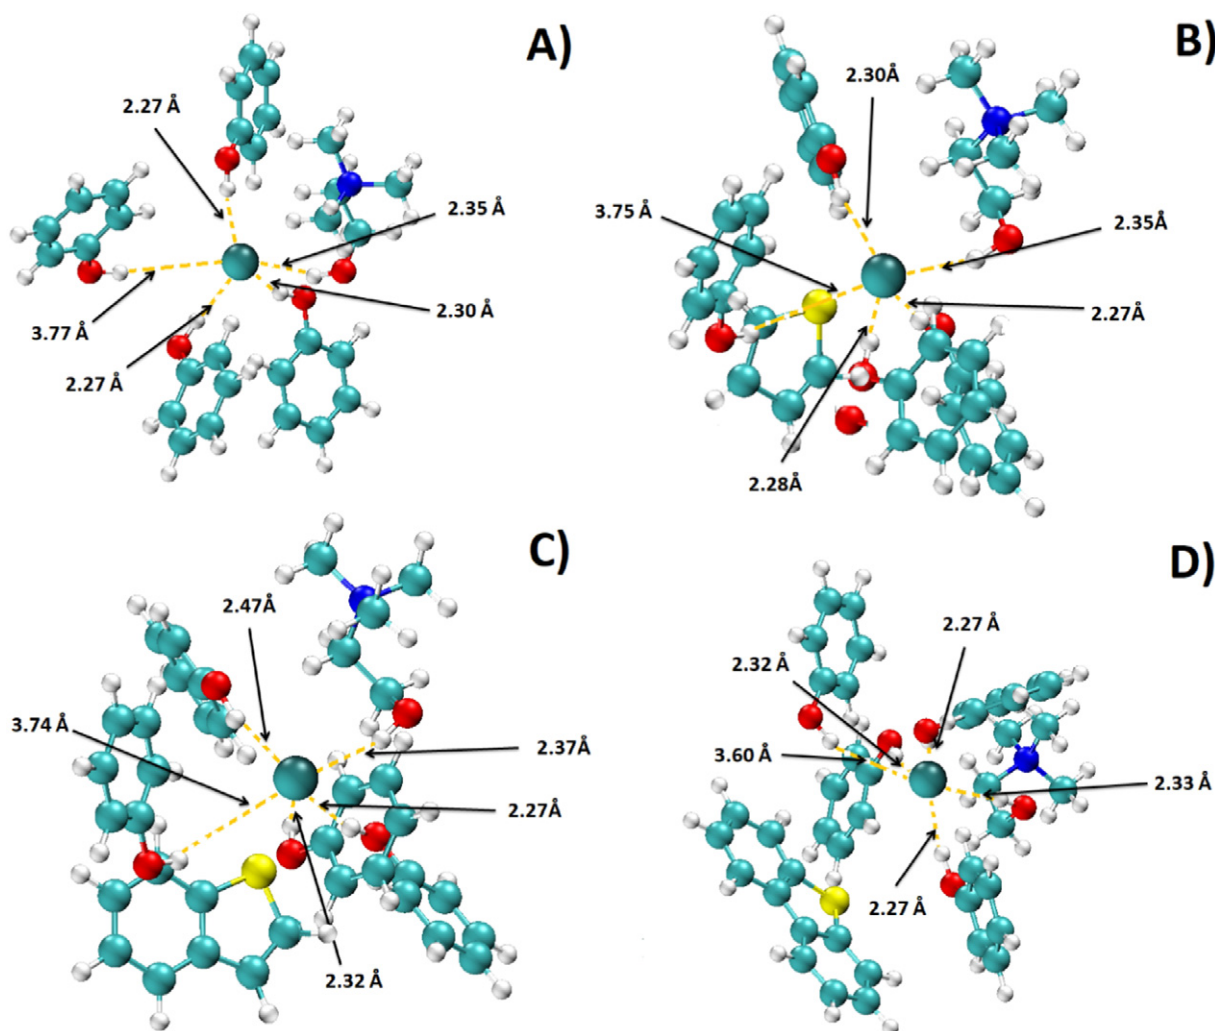 A)
2.27 Å
2.35 Å
3.77 Å
2.30 Å
2.27 Å
B)
2.30Å
3.75 Å
2.35Å
2.27Å
2.28Å
C)
2.47Å
3.74 Å
2.37Å
2.27Å
2.32 Å
D)
2.27 Å
2.32 Å
3.60 Å
2.33 Å
2.27 Å